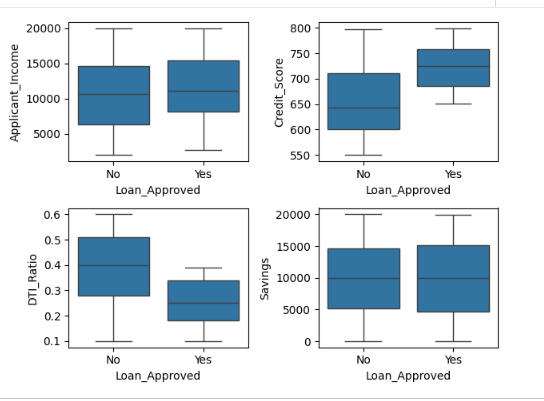 Applicant_Income
20000
15000
10000
5000
No
Yes
Loan_Approved
Credit_Score
800
750
700
650
600
550
No
Yes
Loan_Approved
DTI_Ratio
0.6
0.5
0.4
0.3
0.2
0.1
No
Yes
Loan_Approved
Savings
20000
15000
10000
5000
0
No
Yes
Loan_Approved